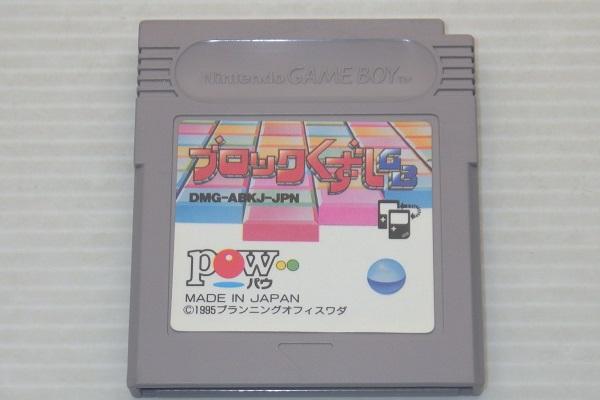 Nintendo GAME BOY™
ブロックくずしGB
DMG-ABKJ-JPN
pow
パウ
MADE IN JAPAN
©1995プランニングオフィスワダ